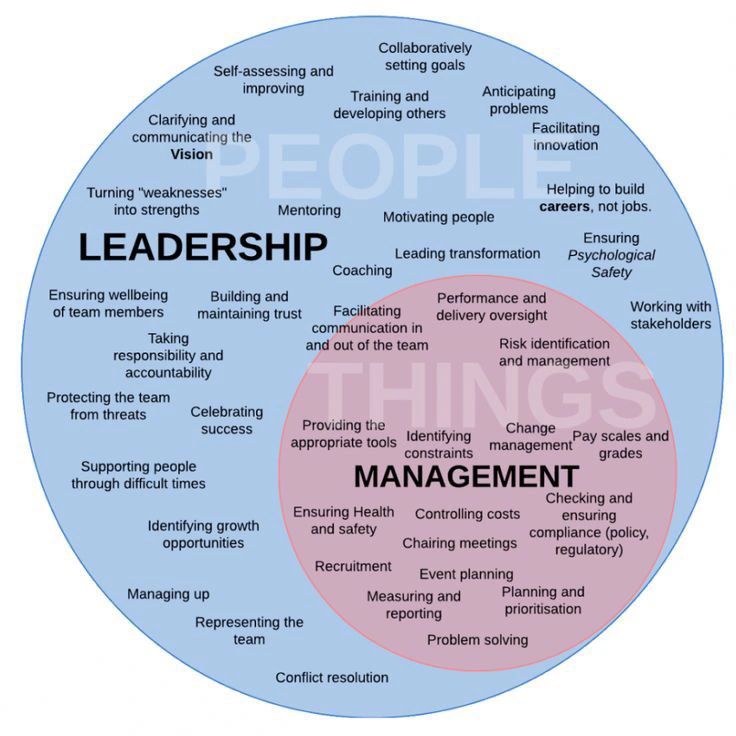 Collaboratively
setting goals
Self-assessing and
improving
Training and
developing others
Anticipating
problems
Clarifying and
communicating the
Vision
Facilitating
innovation
PEOPLE
Turning "weaknesses"
into strengths
Mentoring
Motivating people
Helping to build
careers, not jobs.
LEADERSHIP
Leading transformation
Ensuring
Psychological
Safety
Coaching
Ensuring wellbeing
of team members
Building and
maintaining trust
Facilitating
communication in
and out of the team
Performance and
delivery oversight
Working with
stakeholders
Taking
responsibility and
accountability
Risk identification
and management
THINGS
Protecting the team
from threats
Celebrating
success
Providing the
appropriate tools
Identifying
constraints
Change
management
Pay scales and
grades
MANAGEMENT
Supporting people
through difficult times
Ensuring Health
and safety
Controlling costs
Checking and
ensuring
compliance (policy,
regulatory)
Identifying growth
opportunities
Chairing meetings
Recruitment
Event planning
Managing up
Measuring and
reporting
Planning and
prioritisation
Representing the
team
Problem solving
Conflict resolution